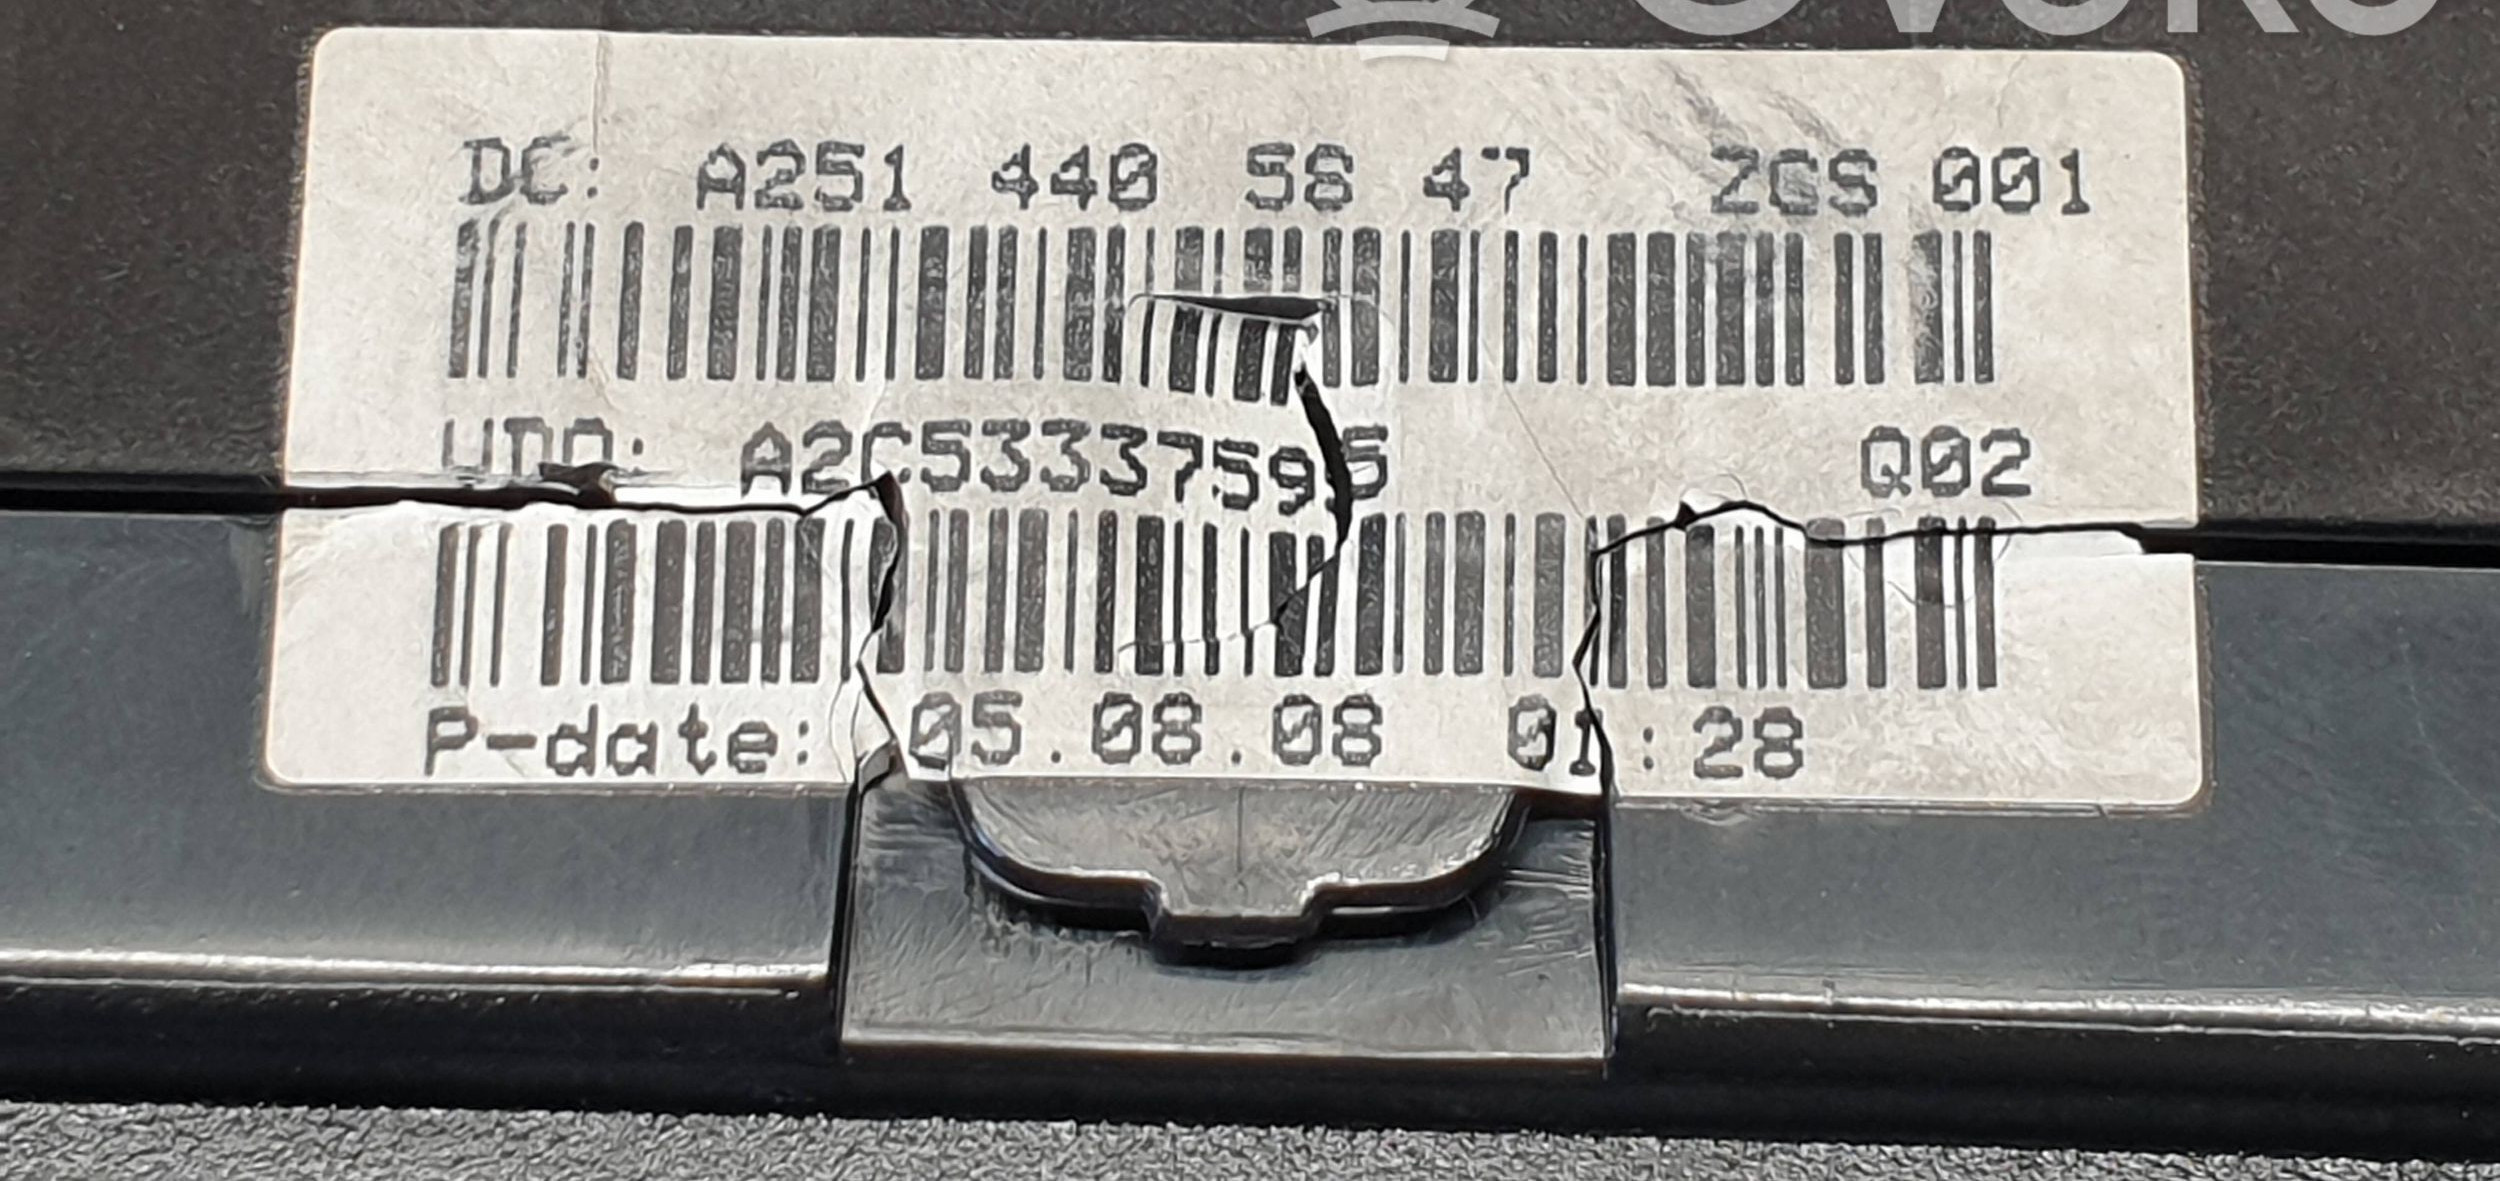 DC: A251 440 58 47 ZGS 001
VDO: A2C53337595 Q02
P-date: 05.08.08 01:28